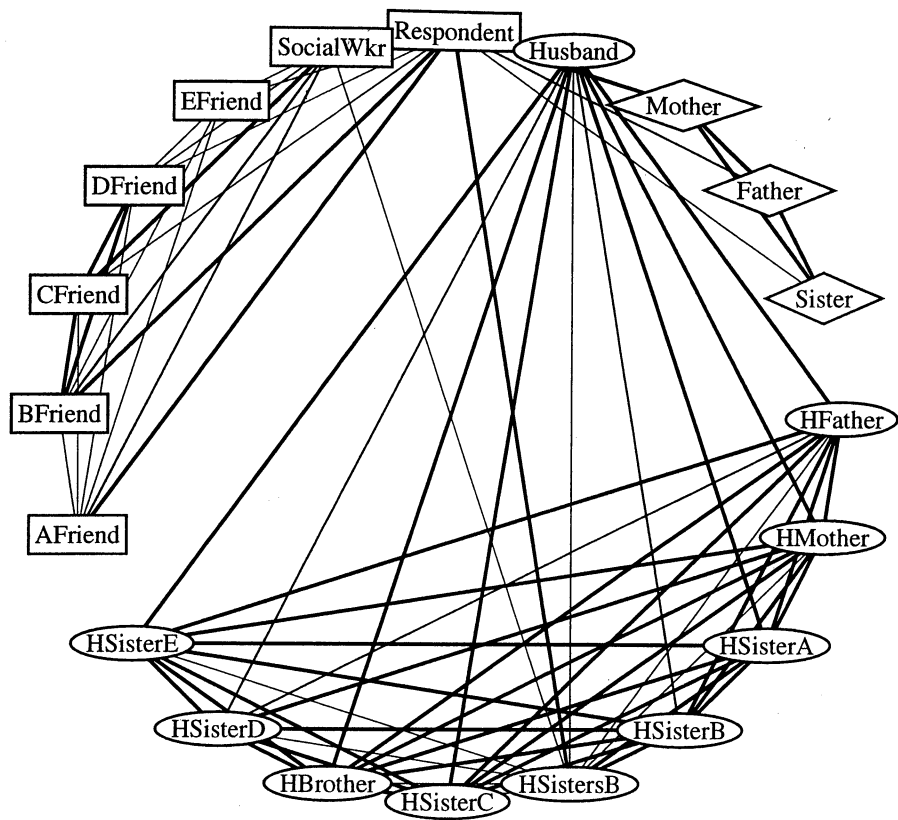 Respondent
SocialWkr
Husband
EFriend
Mother
DFriend
Father
CFriend
Sister
BFriend
HFather
AFriend
HMother
HSisterE
HSisterA
HSisterD
HSisterB
HBrother
HSisterC
HSistersB